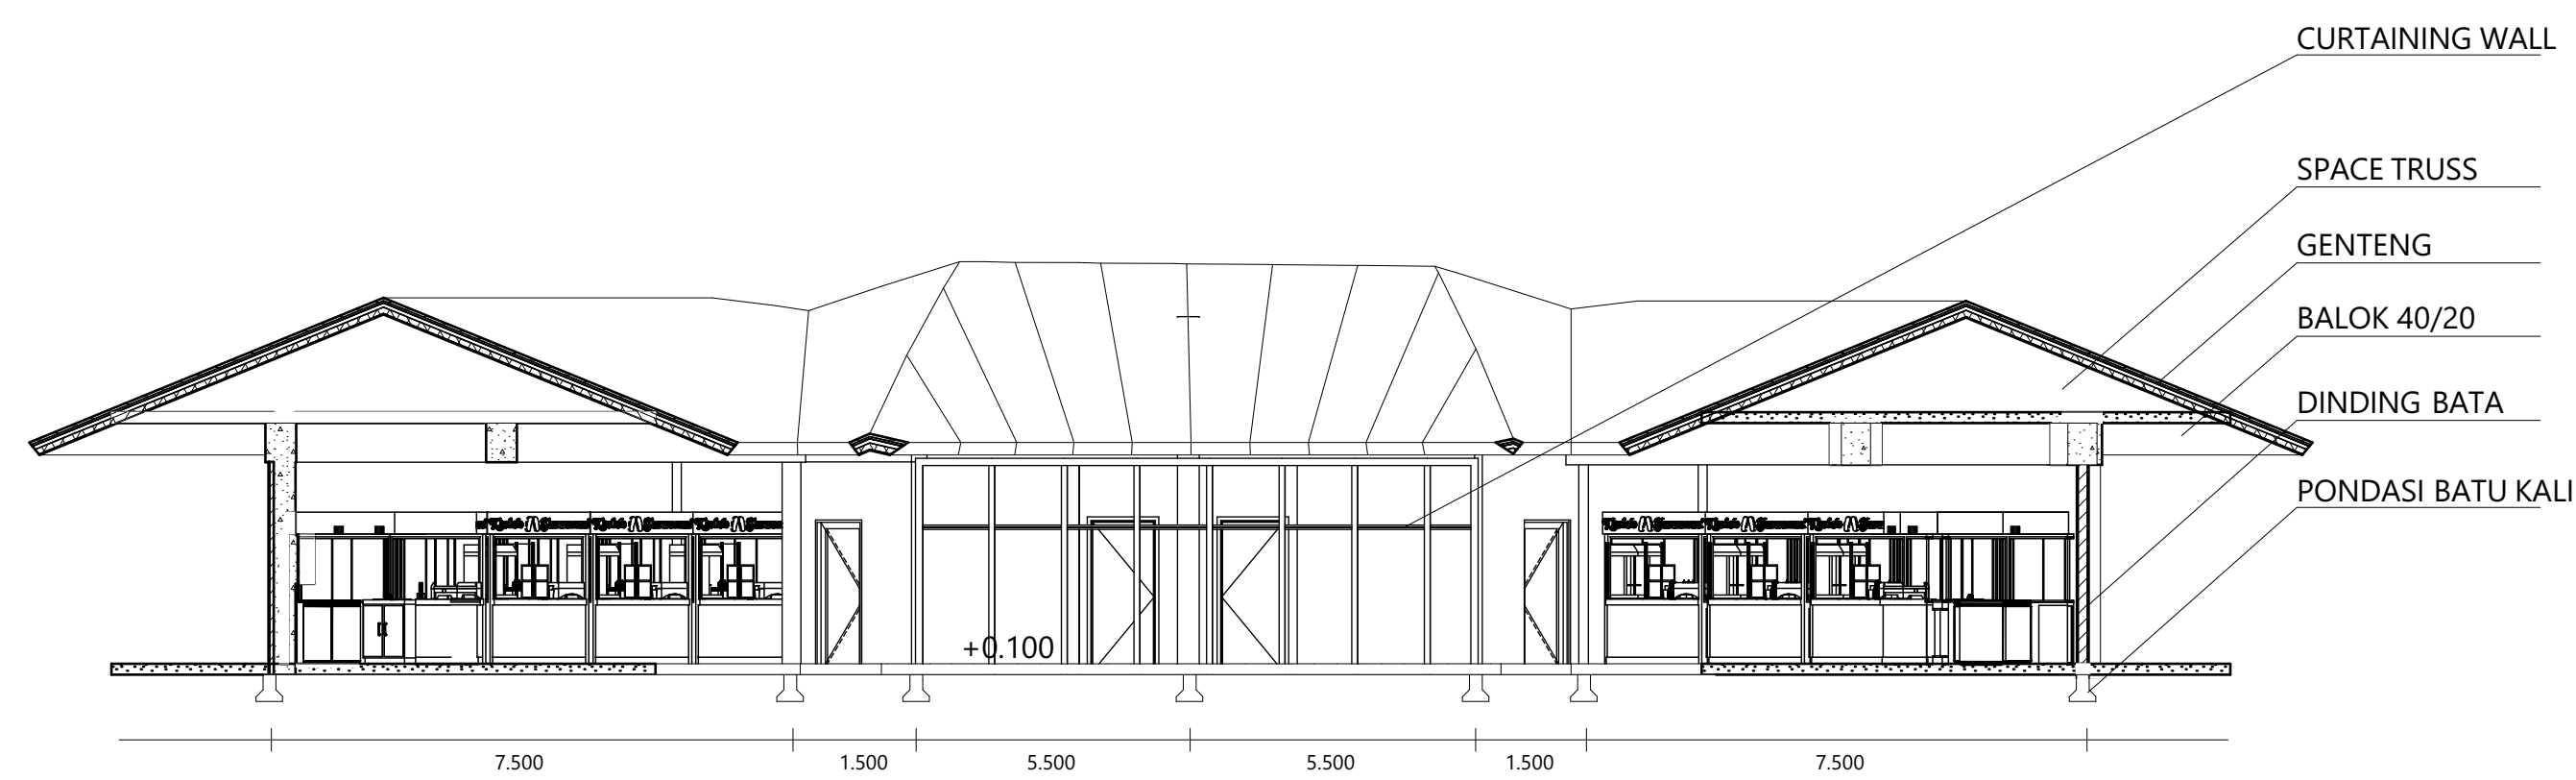 CURTAINING WALL
SPACE TRUSS
GENTENG
BALOK 40/20
DINDING BATA
PONDASI BATU KALI
+0.100
7.500 1.500 5.500 5.500 1.500 7.500